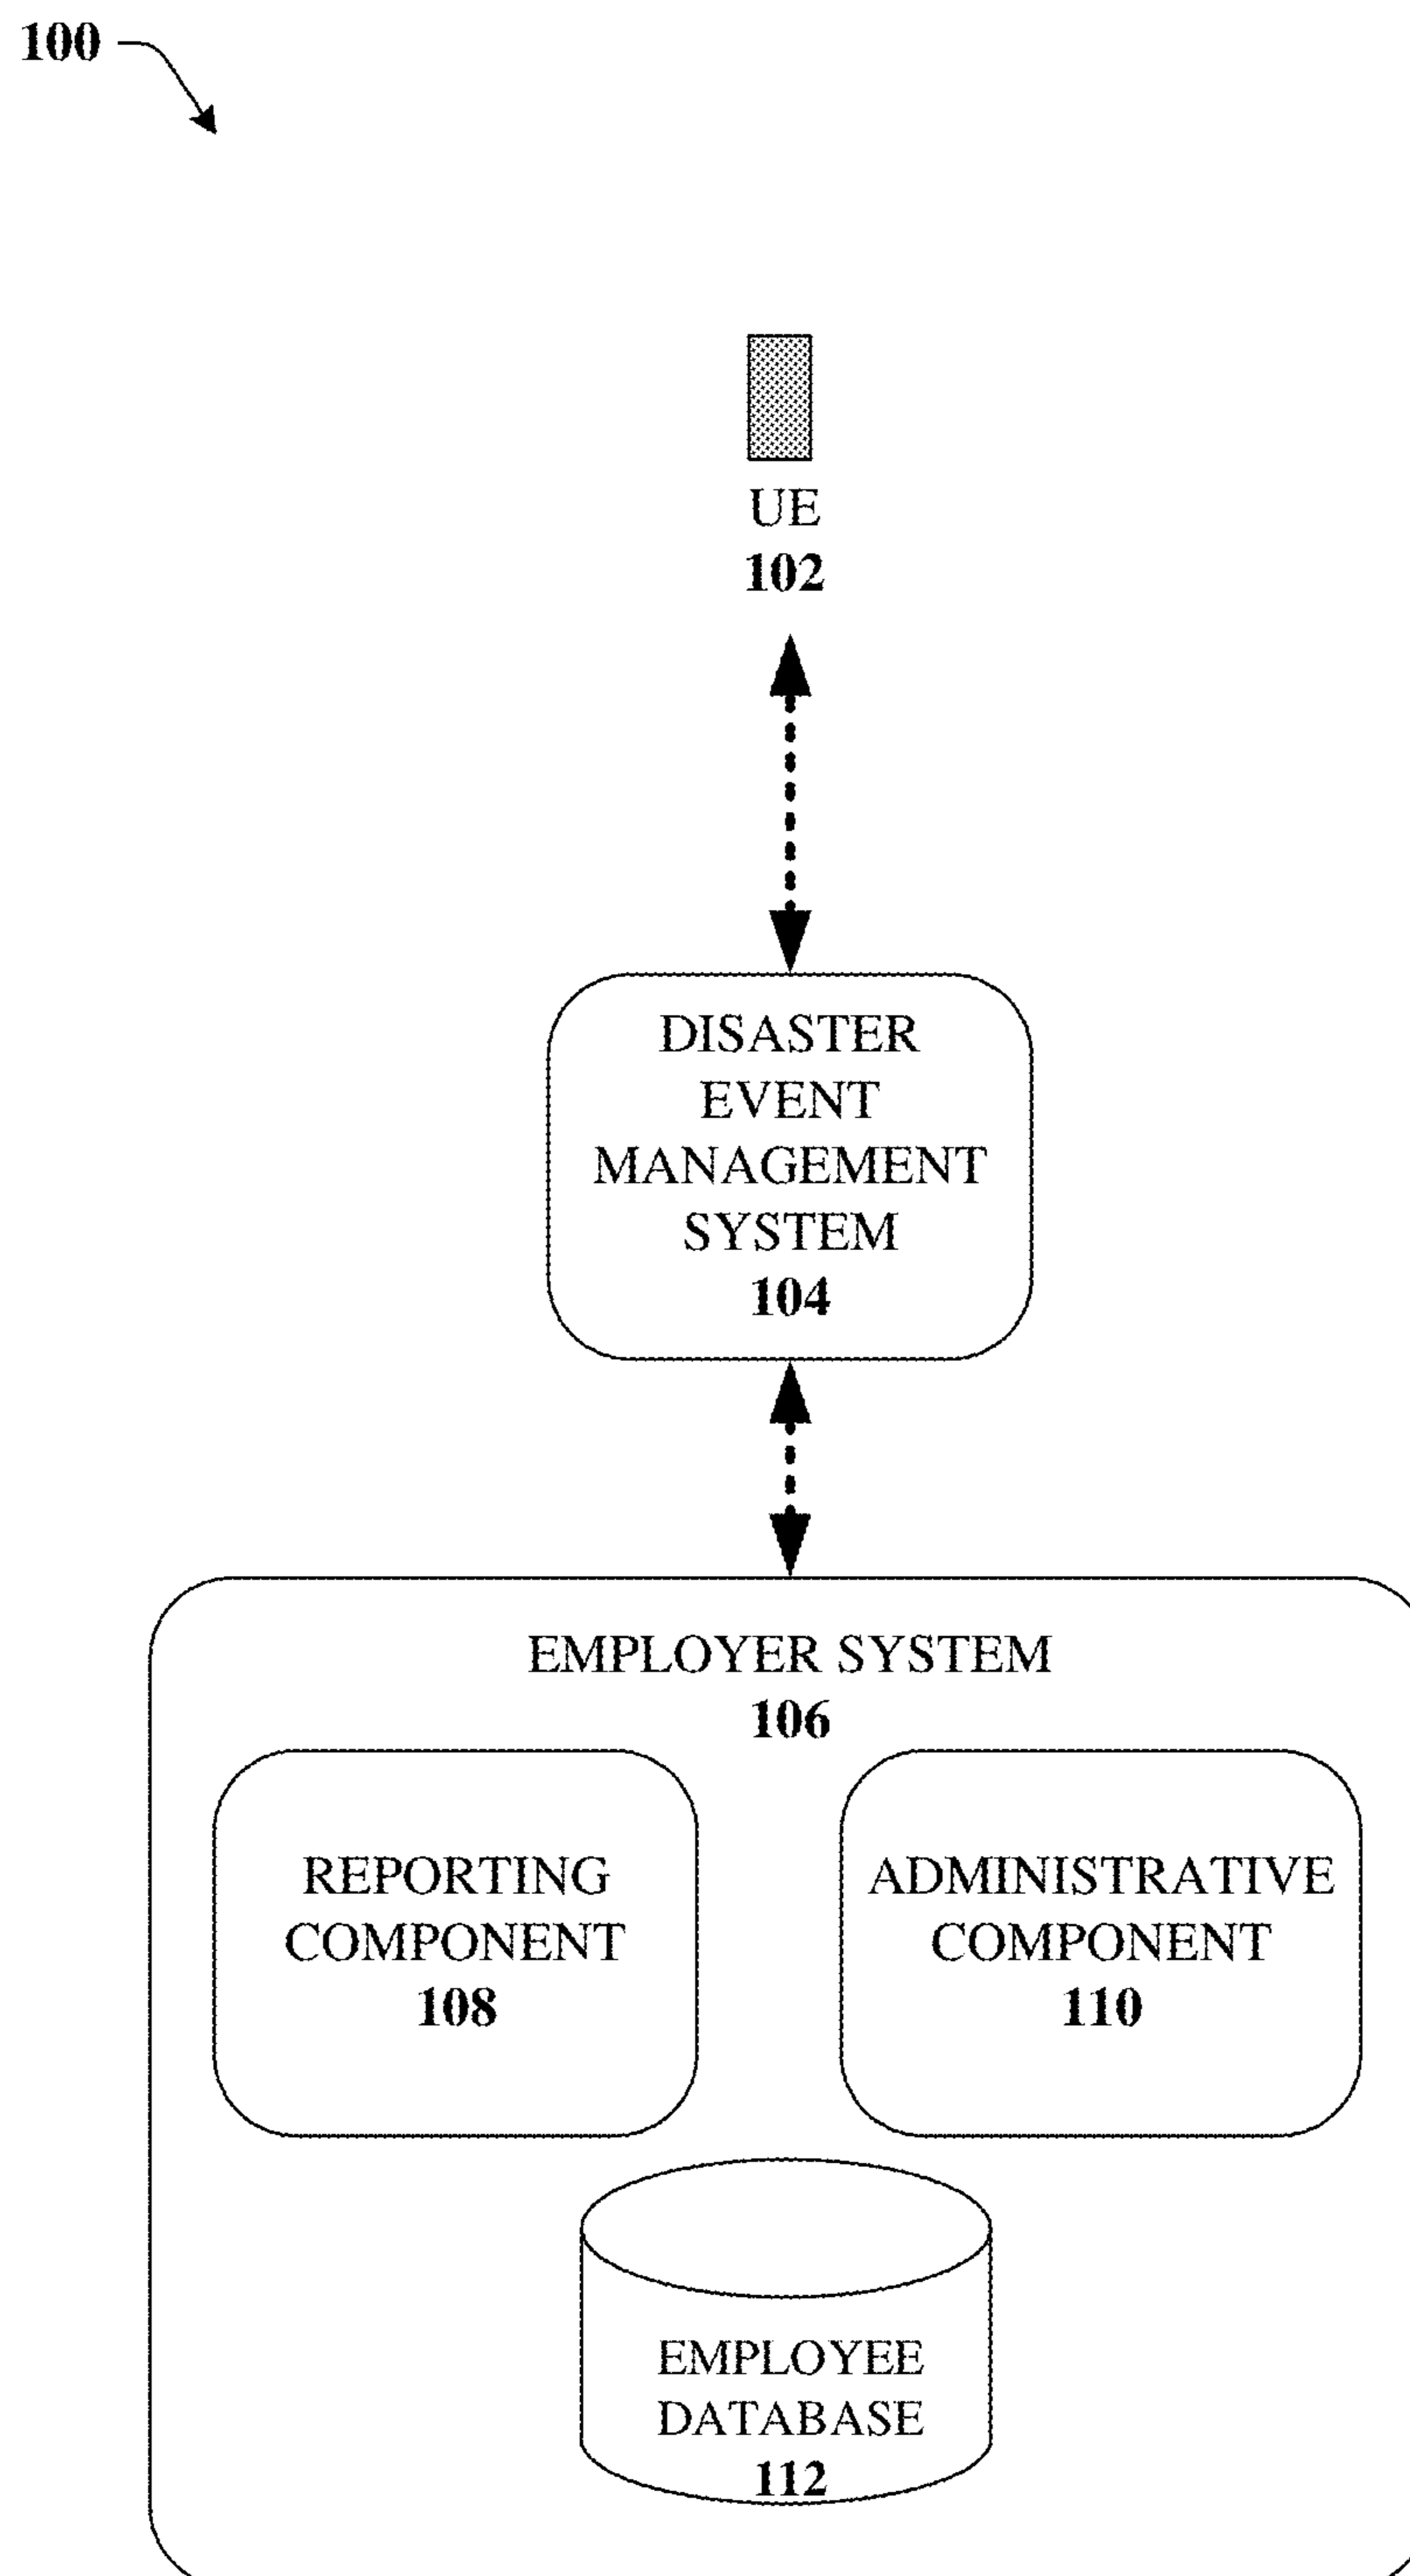 100
UE
102
DISASTER
EVENT
MANAGEMENT
SYSTEM
104
EMPLOYER SYSTEM
106
REPORTING
COMPONENT
108
ADMINISTRATIVE
COMPONENT
110
EMPLOYEE
DATABASE
112